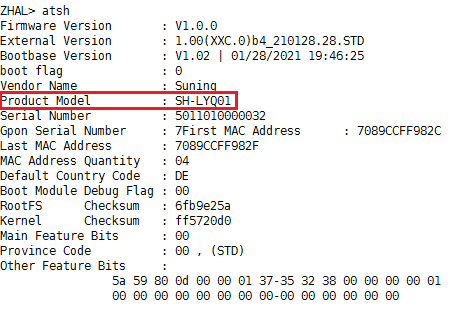 ZHAL> atsh
Firmware Version : V1.0.0
External Version : 1.00(XXC.0)b4_210128.28.STD
Bootbase Version : V1.02 | 01/28/2021 19:46:25
boot flag : 0
Vendor Name : Suning
Product Model : SH-LYQ01
Serial Number : 5011010000032
Gpon Serial Number : 7First MAC Address : 7089CCFF982C
Last MAC Address : 7089CCFF982F
MAC Address Quantity : 04
Default Country Code : DE
Boot Module Debug Flag : 00
RootFS Checksum : 6fb9e25a
Kernel Checksum : ff5720d0
Main Feature Bits : 00
Province Code : 00 , (STD)
Other Feature Bits :
5a 59 80 0d 00 00 01 37-35 32 38 00 00 00 00 01
00 00 00 00 00 00 00 00-00 00 00 00 00 00